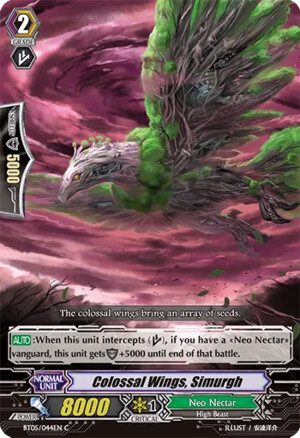 2
GRADE
5000
SHIELD
The colossal wings bring an array of seeds.
AUTO:When this unit intercepts (), if you have a «Neo Nectar»
vanguard, this unit gets +5000 until end of that battle.
NORMAL UNIT
Colossal Wings, Simurgh
POWER
8000
1
CRITICAL
Neo Nectar
High Beast
BT05/044EN C
ILLUST / 安達洋介